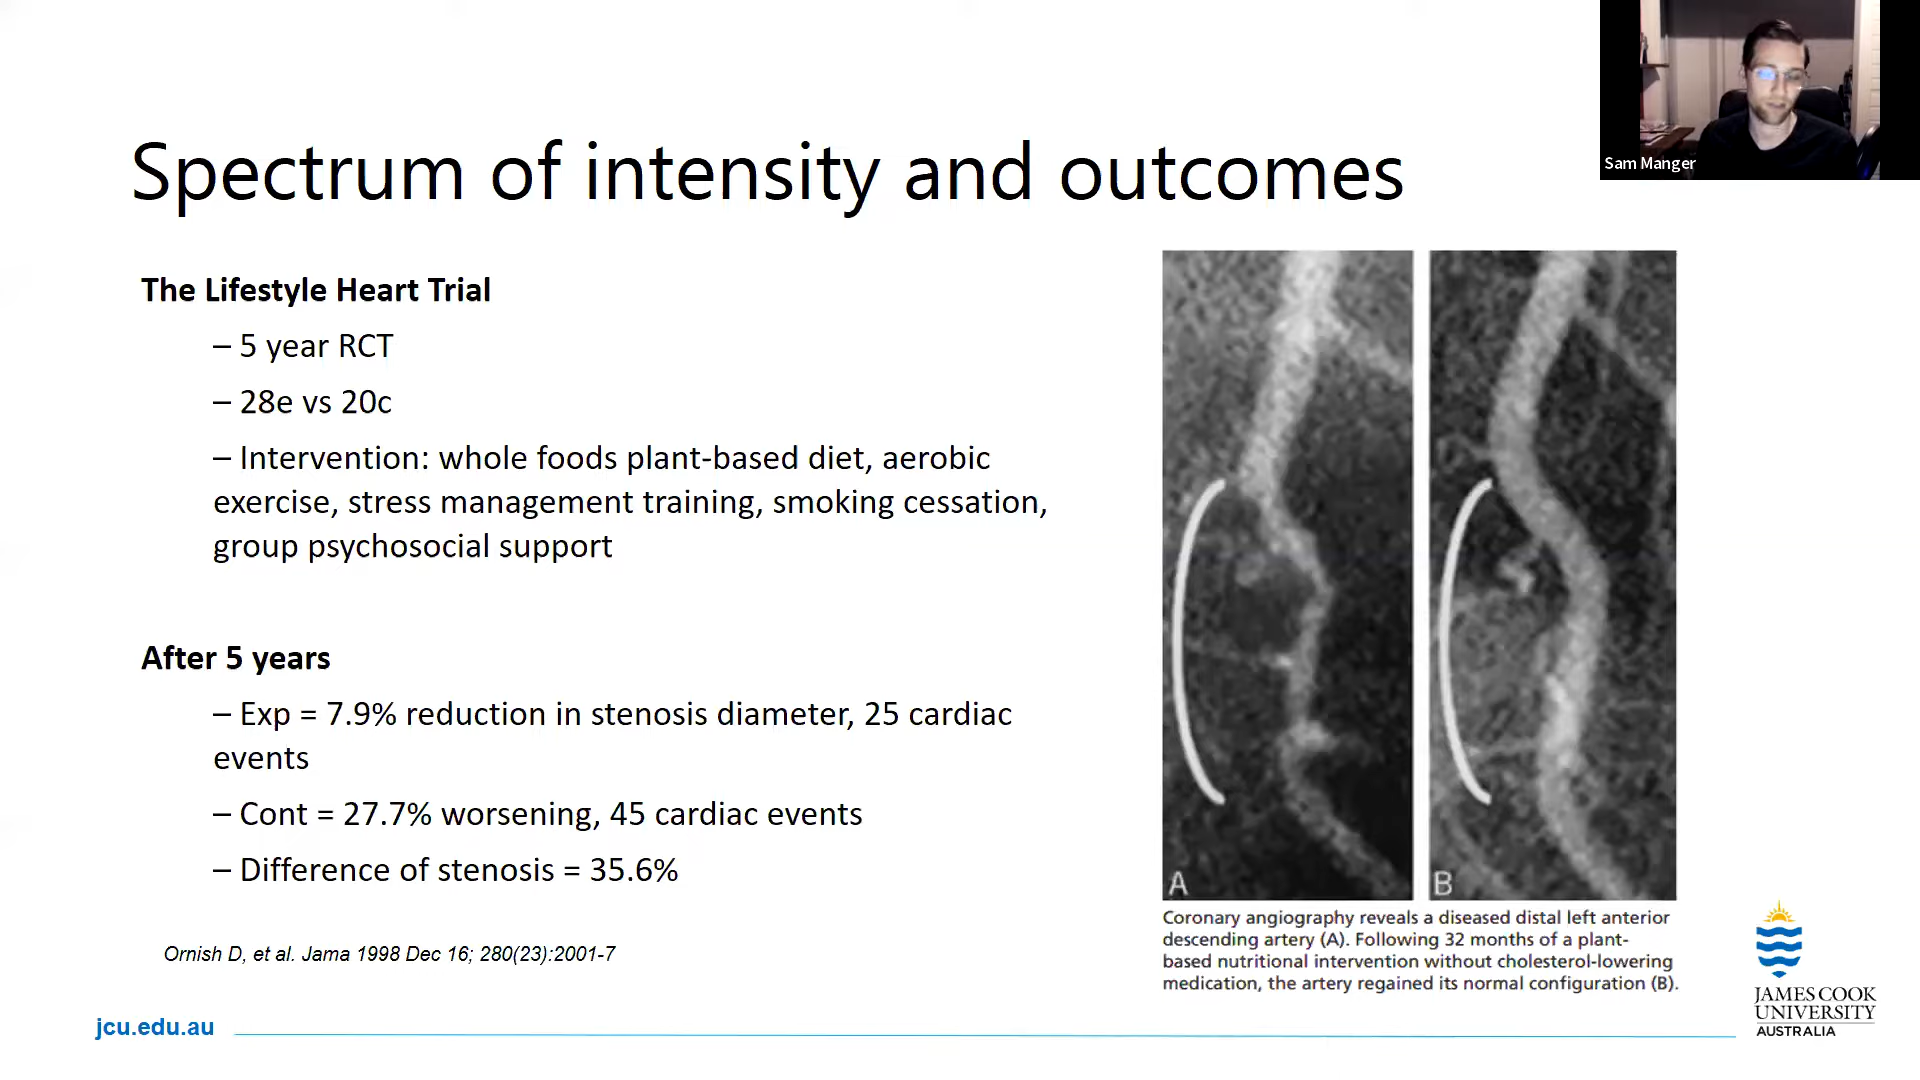 Sam Manger
Spectrum of intensity and outcomes
The Lifestyle Heart Trial
– 5 year RCT
– 28e vs 20c
– Intervention: whole foods plant-based diet, aerobic
exercise, stress management training, smoking cessation,
group psychosocial support
After 5 years
– Exp = 7.9% reduction in stenosis diameter, 25 cardiac
events
– Cont = 27.7% worsening, 45 cardiac events
– Difference of stenosis = 35.6%
Ornish D, et al. Jama 1998 Dec 16; 280(23):2001-7
A
B
Coronary angiography reveals a diseased distal left anterior
descending artery (A). Following 32 months of a plant-
based nutritional intervention without cholesterol-lowering
medication, the artery regained its normal configuration (B).
JAMES COOK
UNIVERSITY
AUSTRALIA
jcu.edu.au